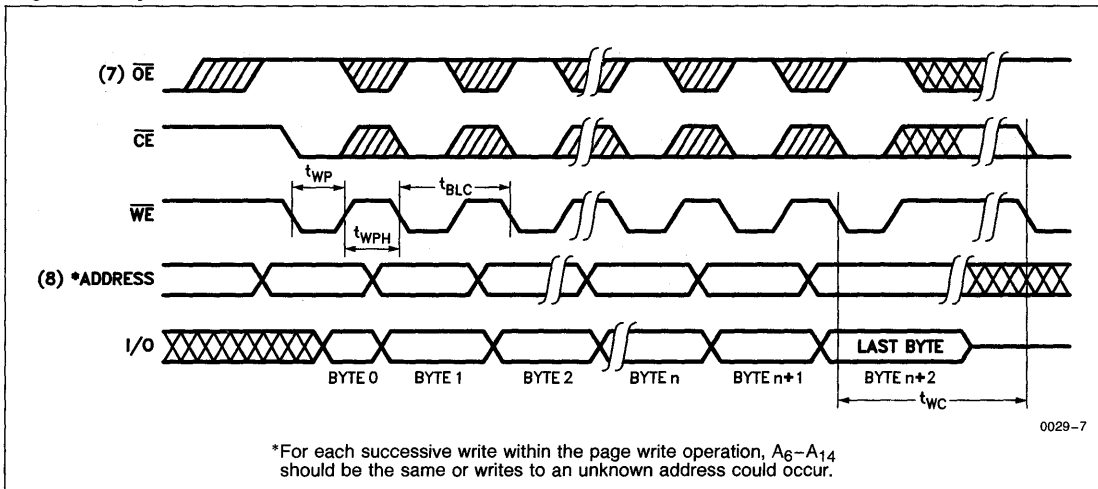 (7) OE
CE
tWP
tBLC
WE
tWPH
(8) *ADDRESS
I/O
LAST BYTE
BYTE 0 BYTE 1 BYTE 2 BYTE n BYTE n+1 BYTE n+2
tWC
0029–7
*For each successive write within the page write operation, A6–A14
should be the same or writes to an unknown address could occur.